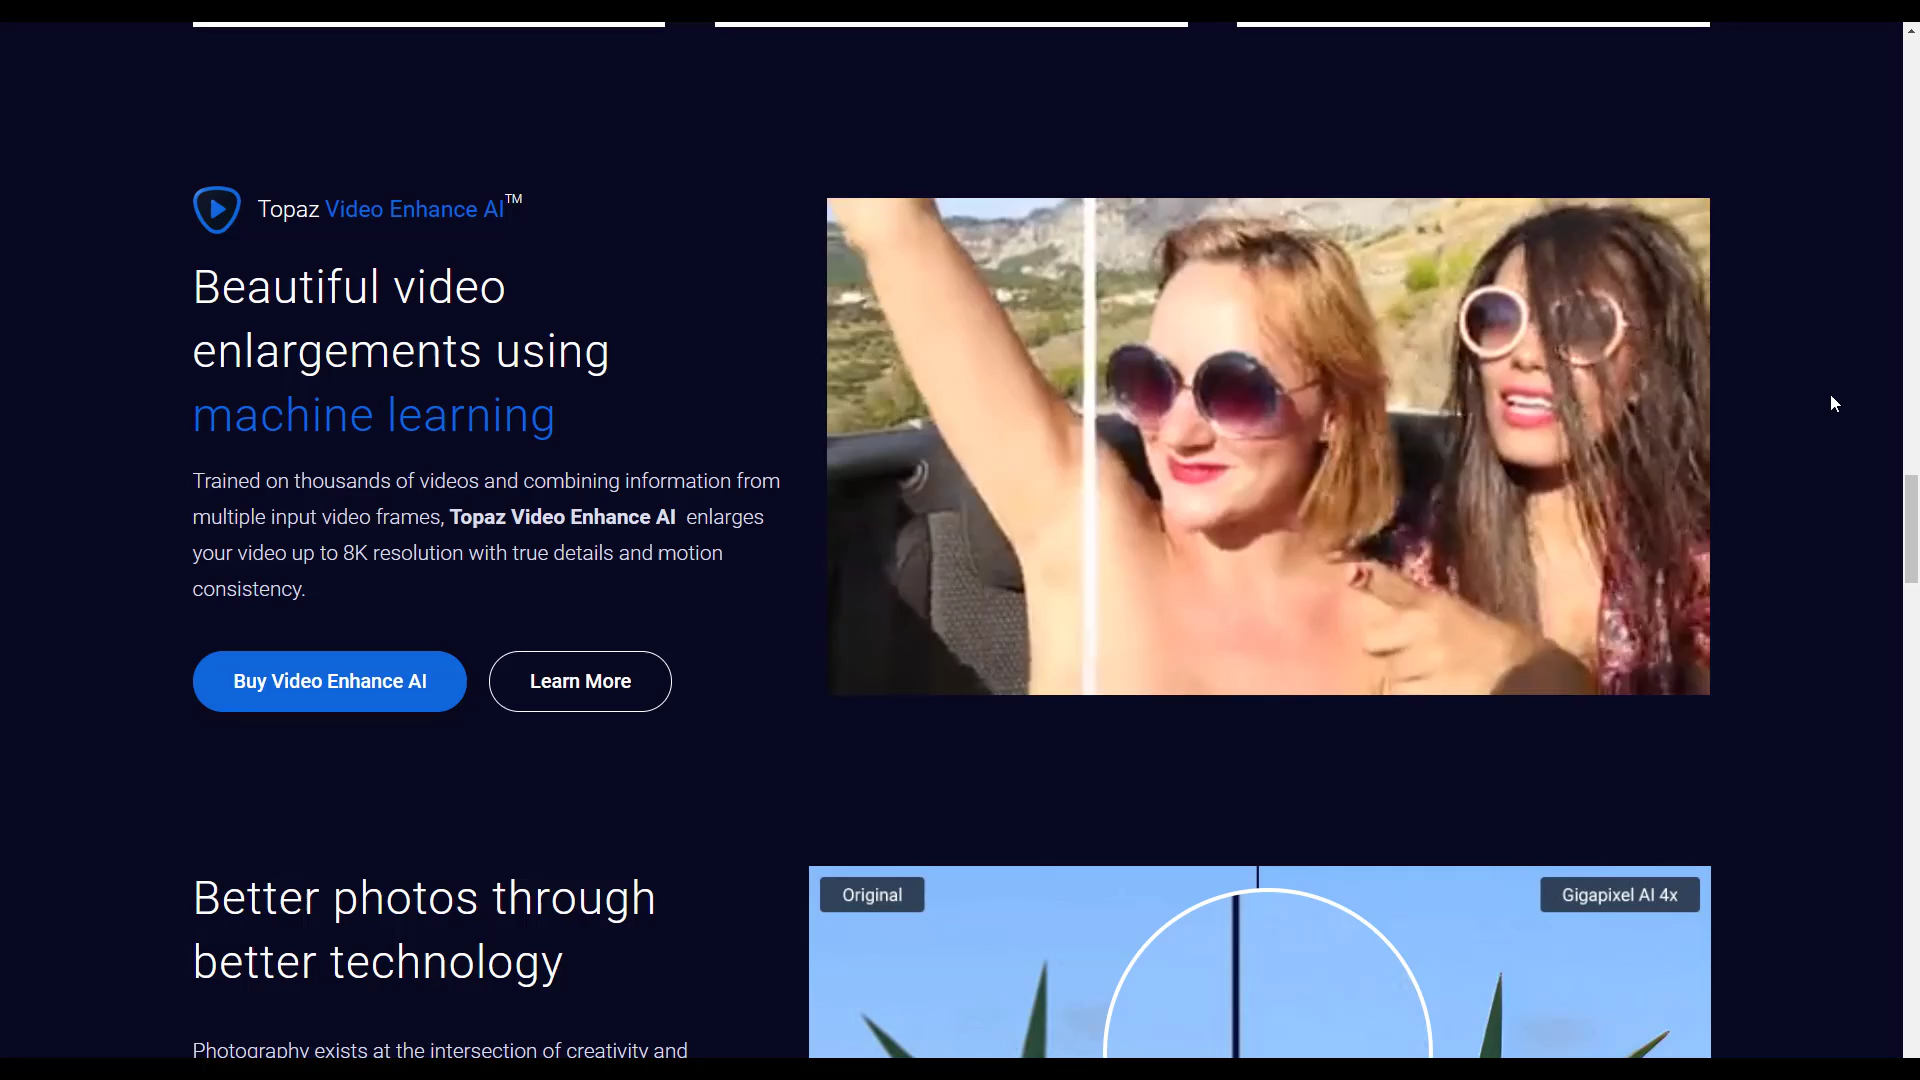 Topaz Video Enhance AI™
Beautiful video
enlargements using
machine learning
Trained on thousands of videos and combining information from
multiple input video frames, Topaz Video Enhance AI enlarges
your video up to 8K resolution with true details and motion
consistency.
Buy Video Enhance AI
Learn More
Better photos through
better technology
Original
Gigapixel AI 4x
Photography exists at the intersection of creativity and